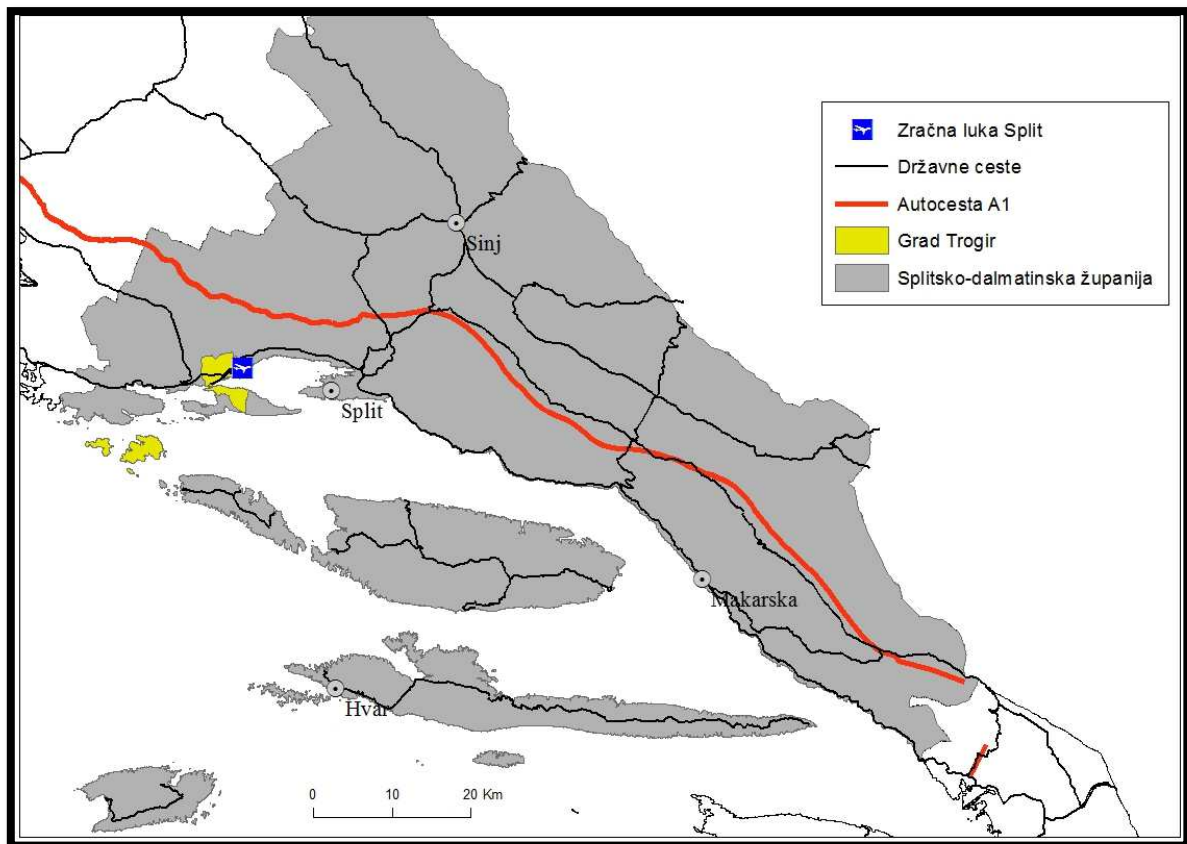 Zračna luka Split
Državne ceste
Autocesta A1
Grad Trogir
Splitsko-dalmatinska županija
Sinj
Split
Makarska
Hvar
0 10 20 Km